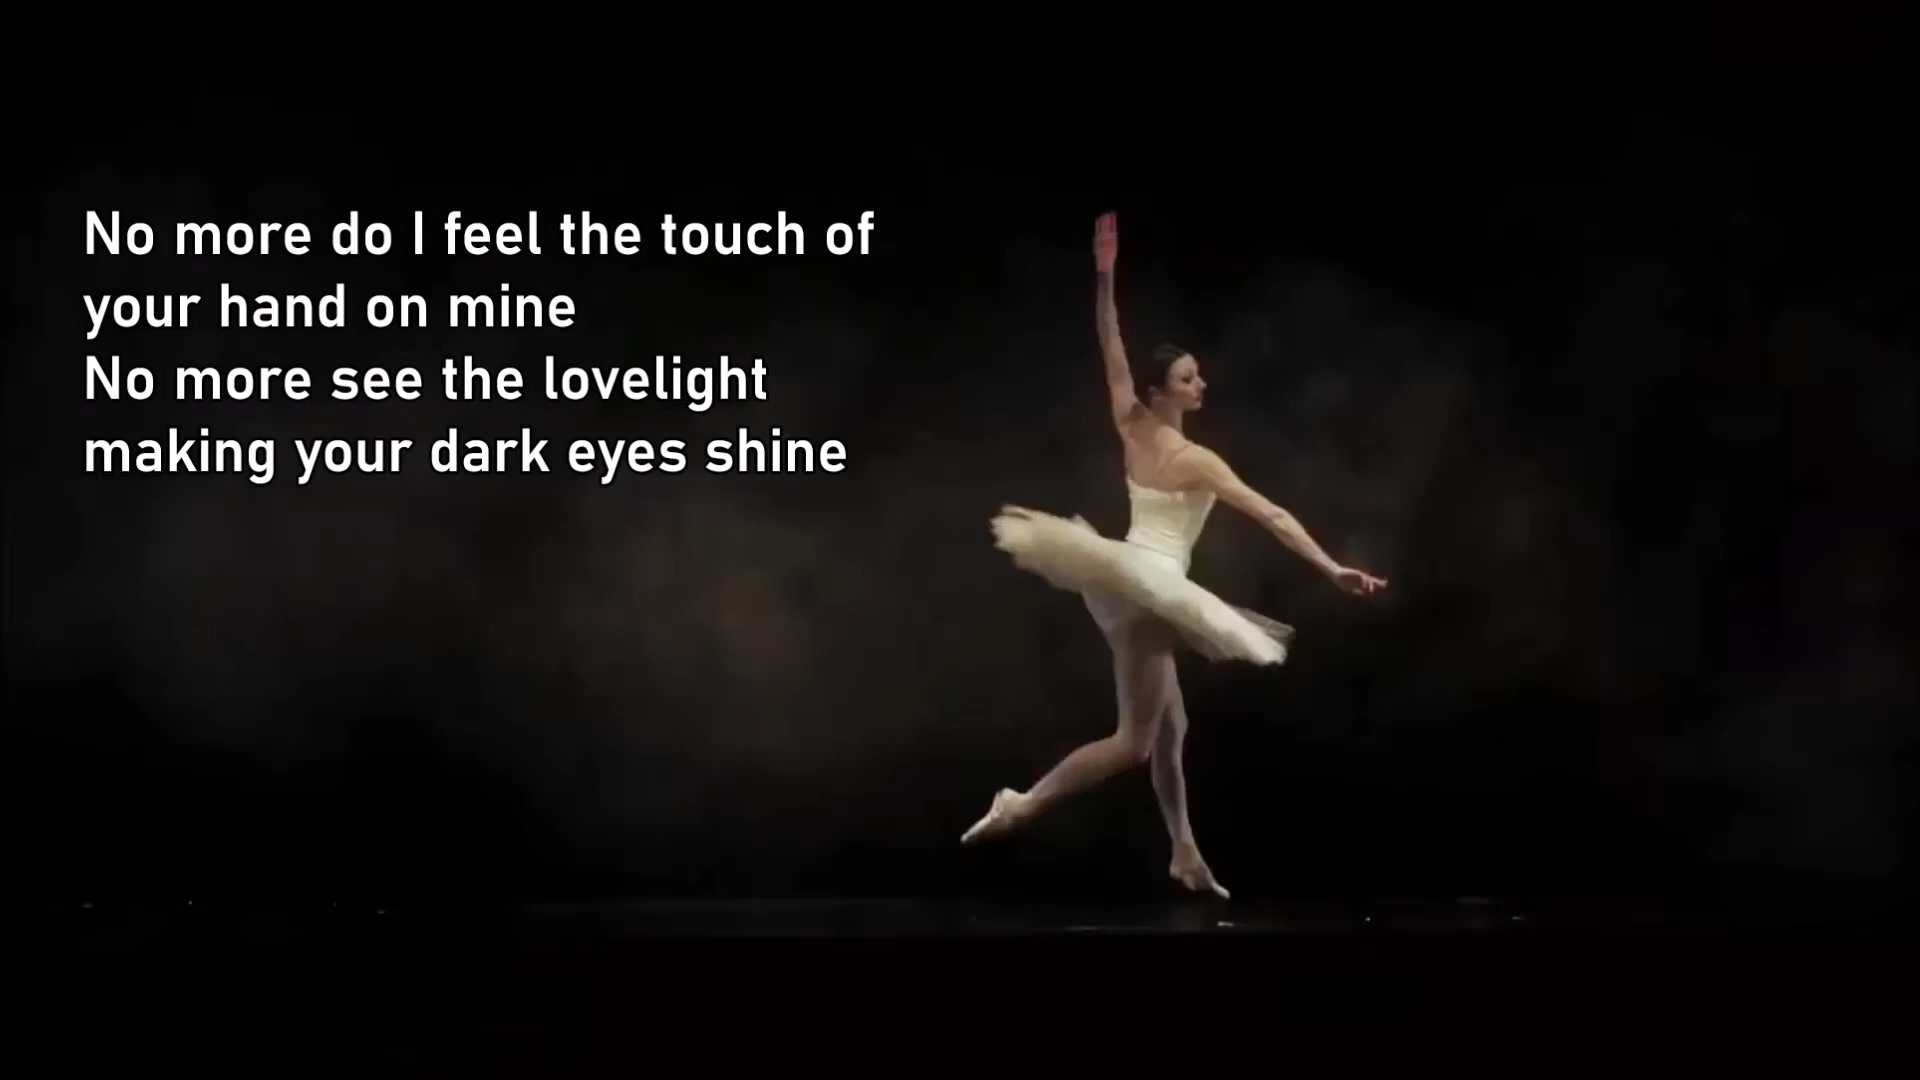 No more do I feel the touch of
your hand on mine
No more see the lovelight
making your dark eyes shine